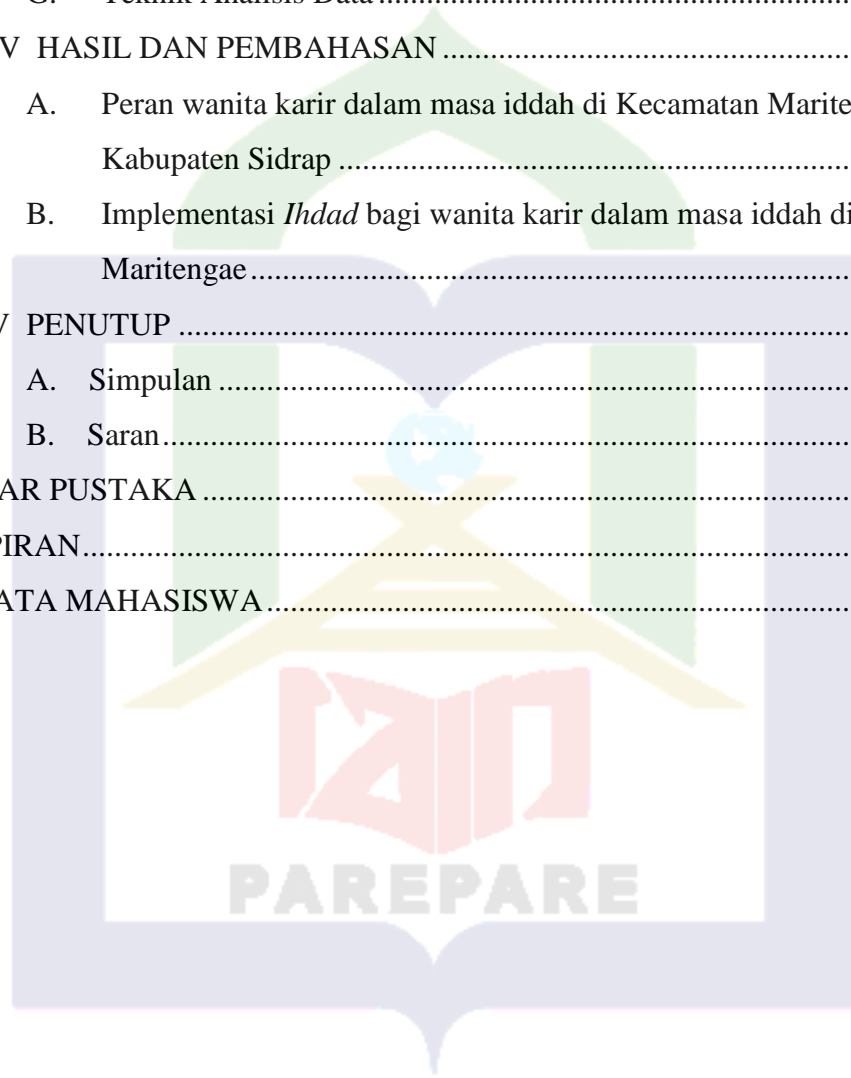 Teknik Analisis Data ..........................................................
V HASIL DAN PEMBAHASAN ..........................................................
A. Peran wanita karir dalam masa iddah di Kecamatan Marite
Kabupaten Sidrap ..........................................................
B. Implementasi Ihdad bagi wanita karir dalam masa iddah di
Maritengae ..........................................................
V PENUTUP ..........................................................
A. Simpulan ..........................................................
B. Saran ..........................................................
AR PUSTAKA ..........................................................
PIRAN ..........................................................
ATA MAHASISWA ..........................................................
PAREPARE